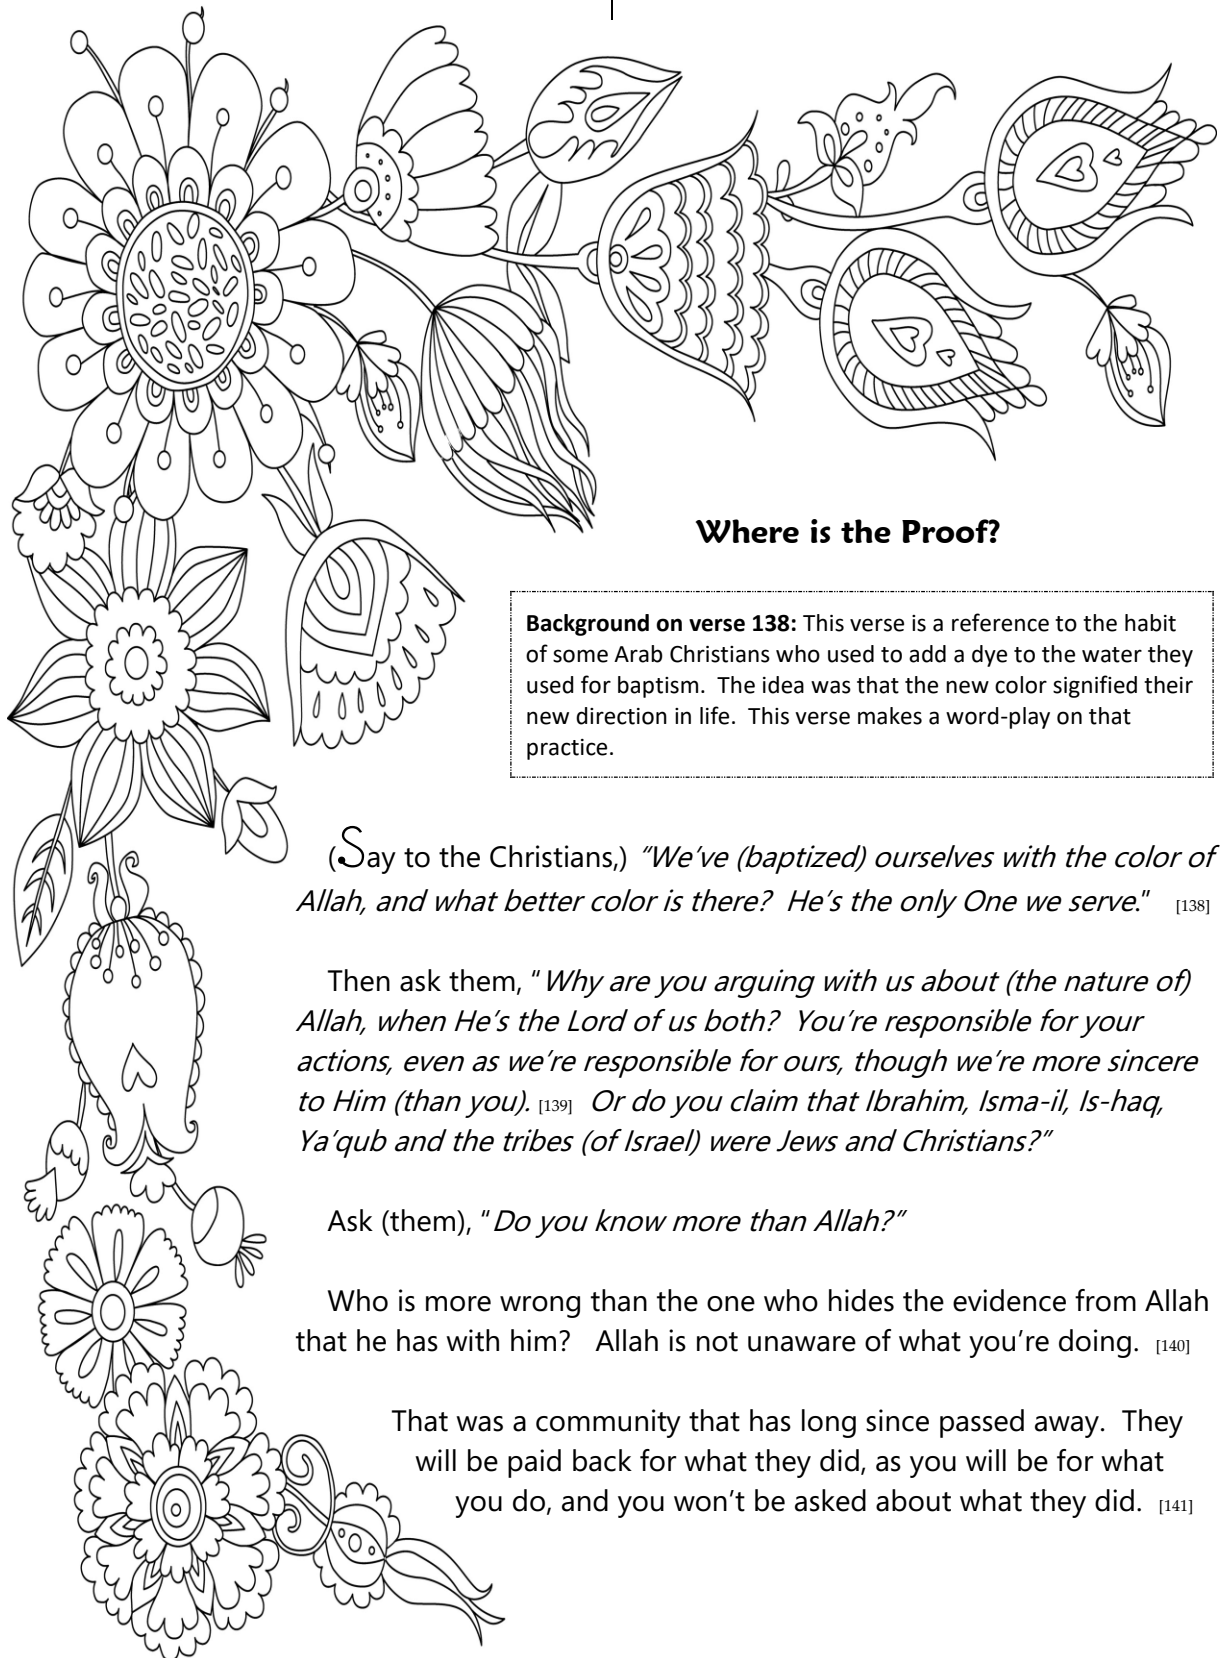 Where is the Proof?
Background on verse 138: This verse is a reference to the habit
of some Arab Christians who used to add a dye to the water they
used for baptism. The idea was that the new color signified their
new direction in life. This verse makes a word-play on that
practice.
(Say to the Christians,) “We’ve (baptized) ourselves with the color of
Allah, and what better color is there? He’s the only One we serve.” [138]
Then ask them, “Why are you arguing with us about (the nature of)
Allah, when He’s the Lord of us both? You’re responsible for your
actions, even as we’re responsible for ours, though we’re more sincere
to Him (than you). [139] Or do you claim that Ibrahim, Isma-il, Is-haq,
Ya’qub and the tribes (of Israel) were Jews and Christians?”
Ask (them), “Do you know more than Allah?”
Who is more wrong than the one who hides the evidence from Allah
that he has with him? Allah is not unaware of what you’re doing. [140]
That was a community that has long since passed away. They
will be paid back for what they did, as you will be for what
you do, and you won’t be asked about what they did. [141]